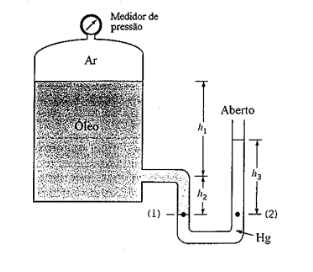 Medidor de
pressão
Ar
Aberto
Óleo
h₁
h₂
h₃
(1)
(2)
Hg